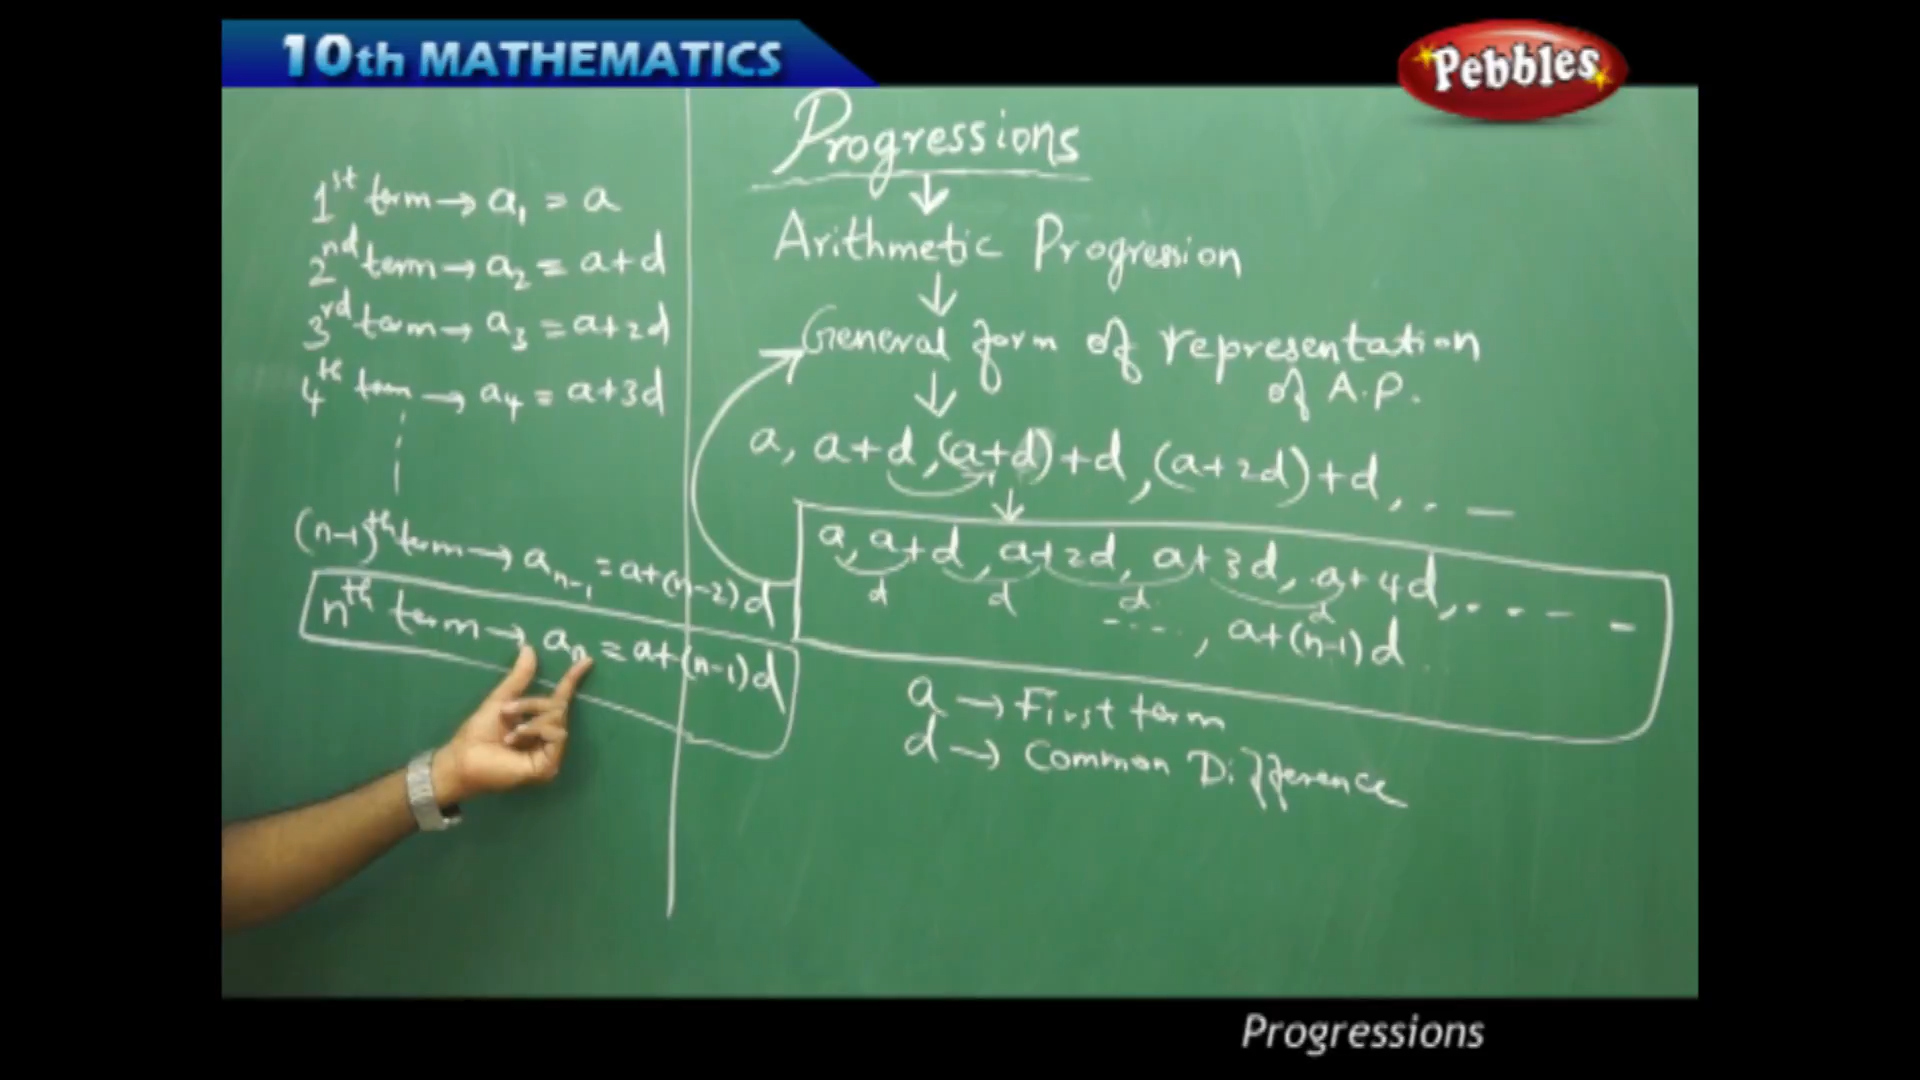 10th MATHEMATICS
Pebbles
1st term → a₁ = a
2nd term → a₂ = a+d
3rd term → a₃ = a+2d
4th term → a₄ = a+3d
(n-1)th term → aₙ₋₁ = a+(n-2)d
nth term → aₙ = a+(n-1)d
Progressions
↓
Arithmetic Progression
↓
General form of representation
of A.P.
↓
a, a+d, (a+d)+d, (a+2d)+d, . . —
↓
a, a+d, a+2d, a+3d, a+4d, . . - - -
d d d d
- - . . . , a+(n-1)d
a → First term
d → Common Difference
Progressions